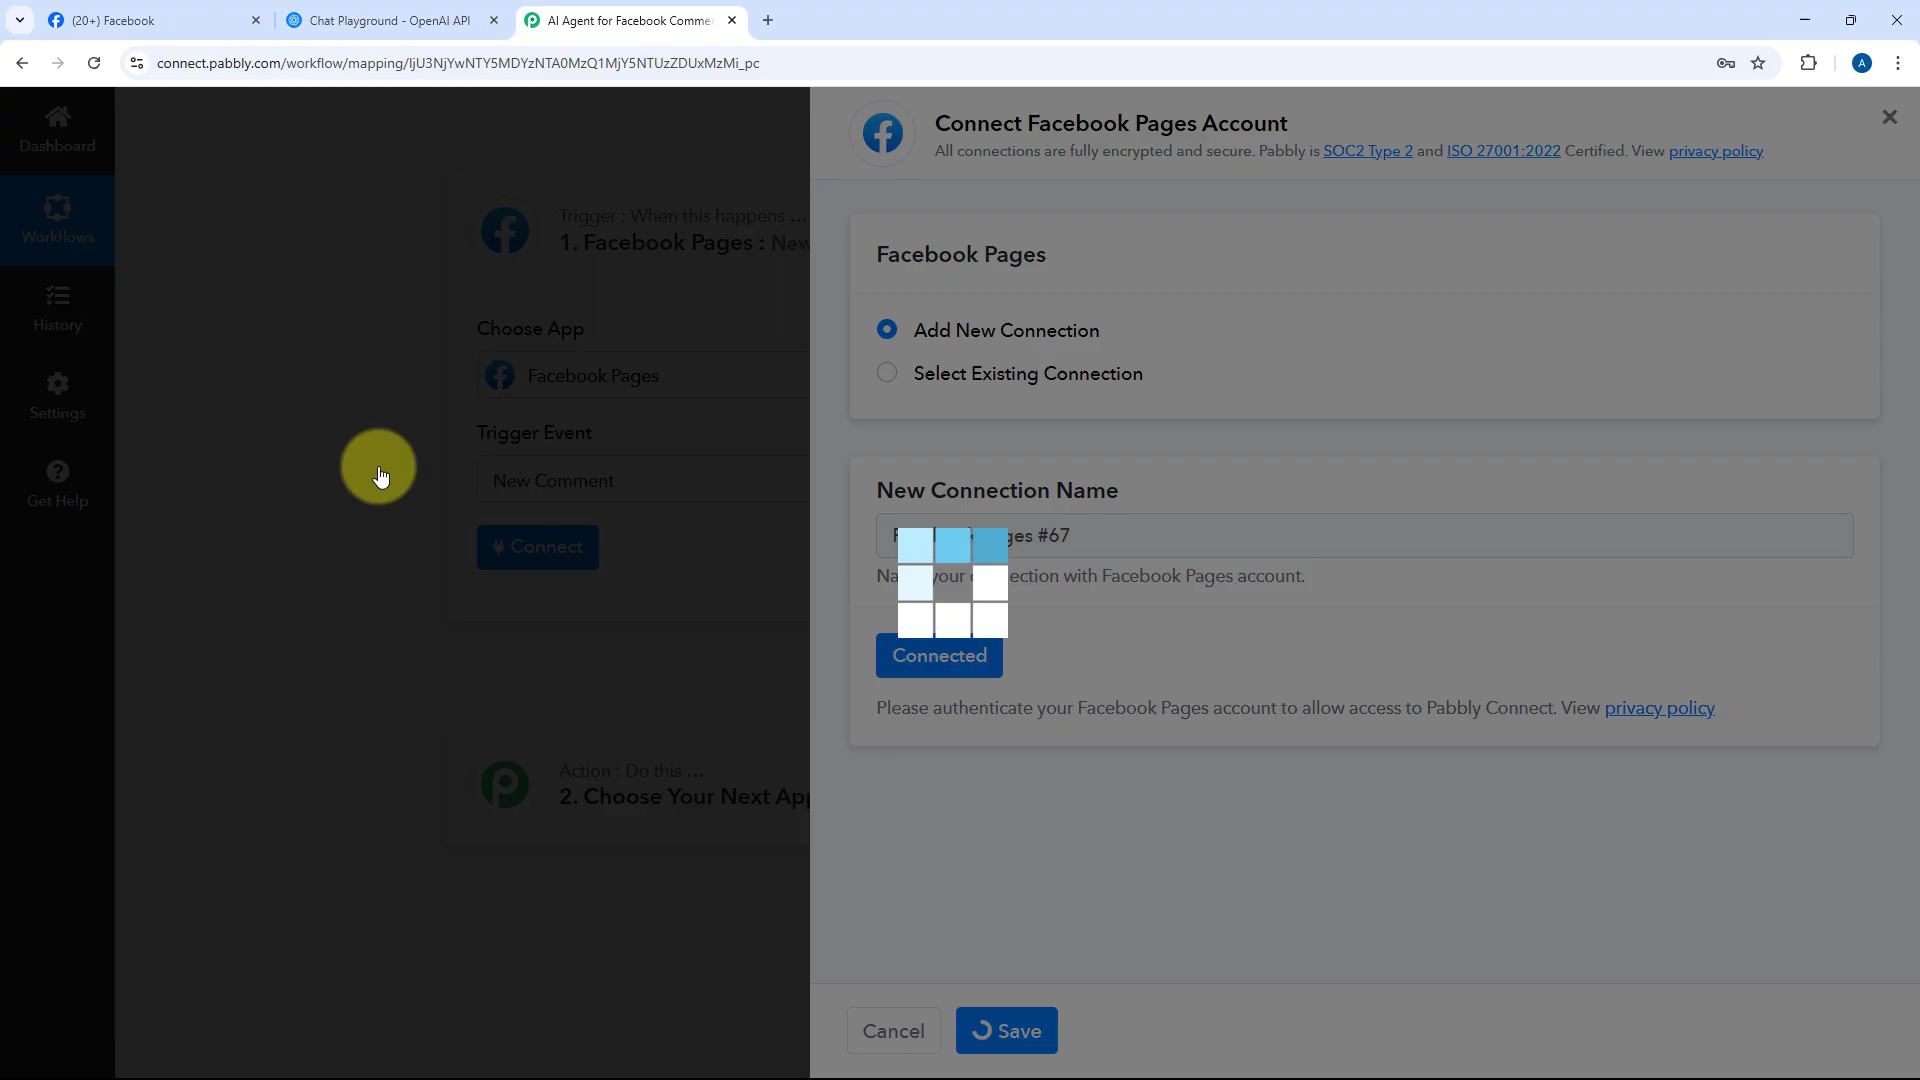 (20+) Facebook
Chat Playground - OpenAI API
AI Agent for Facebook Comme
connect.pabbly.com/workflow/mapping/IjU3NjYwNTY5MDYzNTA0MzQ1MjY5NTUzZDUxMzMi_pc
A
Dashboard
Workflows
History
Settings
Get Help
Trigger : When this happens ...
1. Facebook Pages : New
Choose App
Facebook Pages
Trigger Event
New Comment
Connect
Action : Do this ...
2. Choose Your Next App
Connect Facebook Pages Account
All connections are fully encrypted and secure. Pabbly is SOC2 Type 2 and ISO 27001:2022 Certified. View privacy policy
Facebook Pages
Add New Connection
Select Existing Connection
New Connection Name
ges #67
your ection with Facebook Pages account.
Connected
Please authenticate your Facebook Pages account to allow access to Pabbly Connect. View privacy policy
Cancel
Save